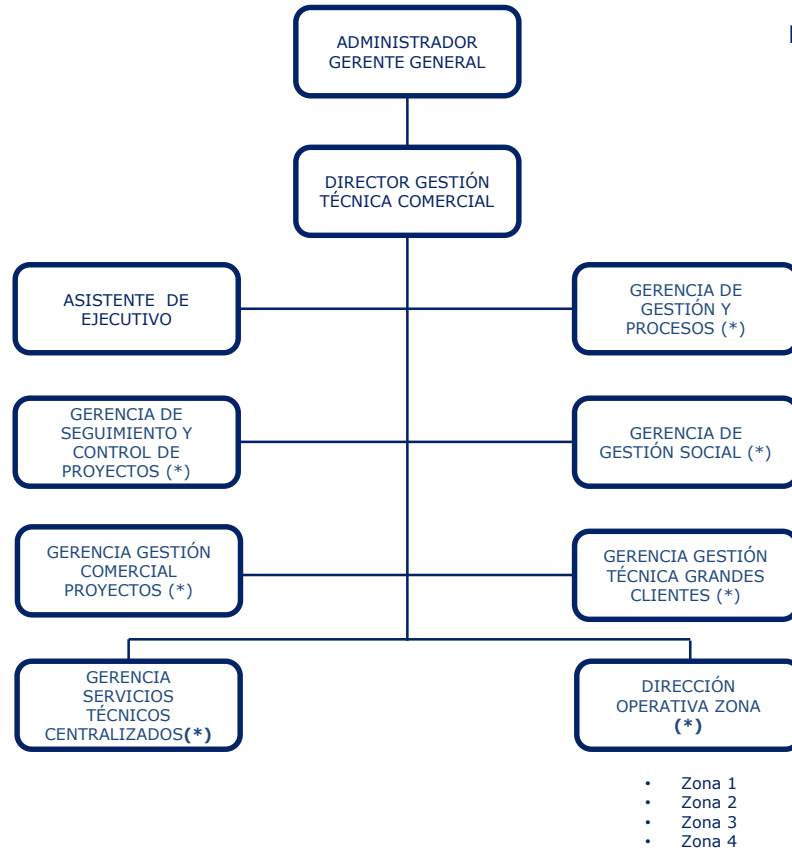 ADMINISTRADOR
GERENTE GENERAL
DIRECTOR GESTIÓN
TÉCNICA COMERCIAL
ASISTENTE DE
EJECUTIVO
GERENCIA DE
GESTIÓN Y
PROCESOS (*)
GERENCIA DE
SEGUIMIENTO Y
CONTROL DE
PROYECTOS (*)
GERENCIA DE
GESTIÓN SOCIAL (*)
GERENCIA GESTIÓN
COMERCIAL
PROYECTOS (*)
GERENCIA GESTIÓN
TÉCNICA GRANDES
CLIENTES (*)
GERENCIA
SERVICIOS
TÉCNICOS
CENTRALIZADOS(*)
DIRECCIÓN
OPERATIVA ZONA
(*)
• Zona 1
• Zona 2
• Zona 3
• Zona 4